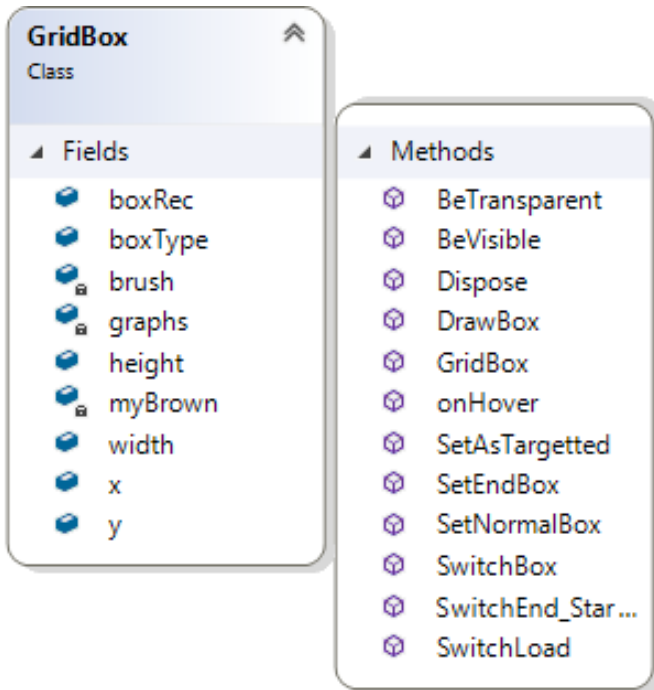 GridBox
Class
Fields
boxRec
boxType
brush
graphs
height
myBrown
width
x
y
Methods
BeTransparent
BeVisible
Dispose
DrawBox
GridBox
onHover
SetAsTargetted
SetEndBox
SetNormalBox
SwitchBox
SwitchEnd_Star...
SwitchLoad